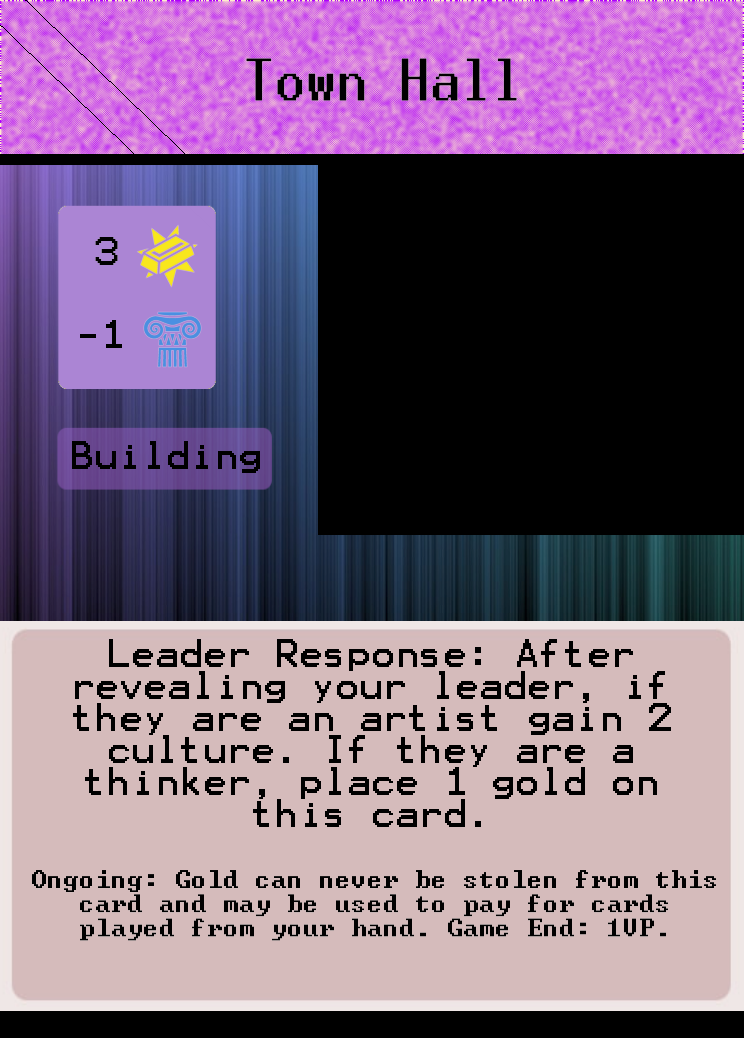 Town Hall
3
-1
Building
Leader Response: After
revealing your leader, if
they are an artist gain 2
culture. If they are a
thinker, place 1 gold on
this card.
Ongoing: Gold can never be stolen from this
card and may be used to pay for cards
played from your hand. Game End: 1VP.